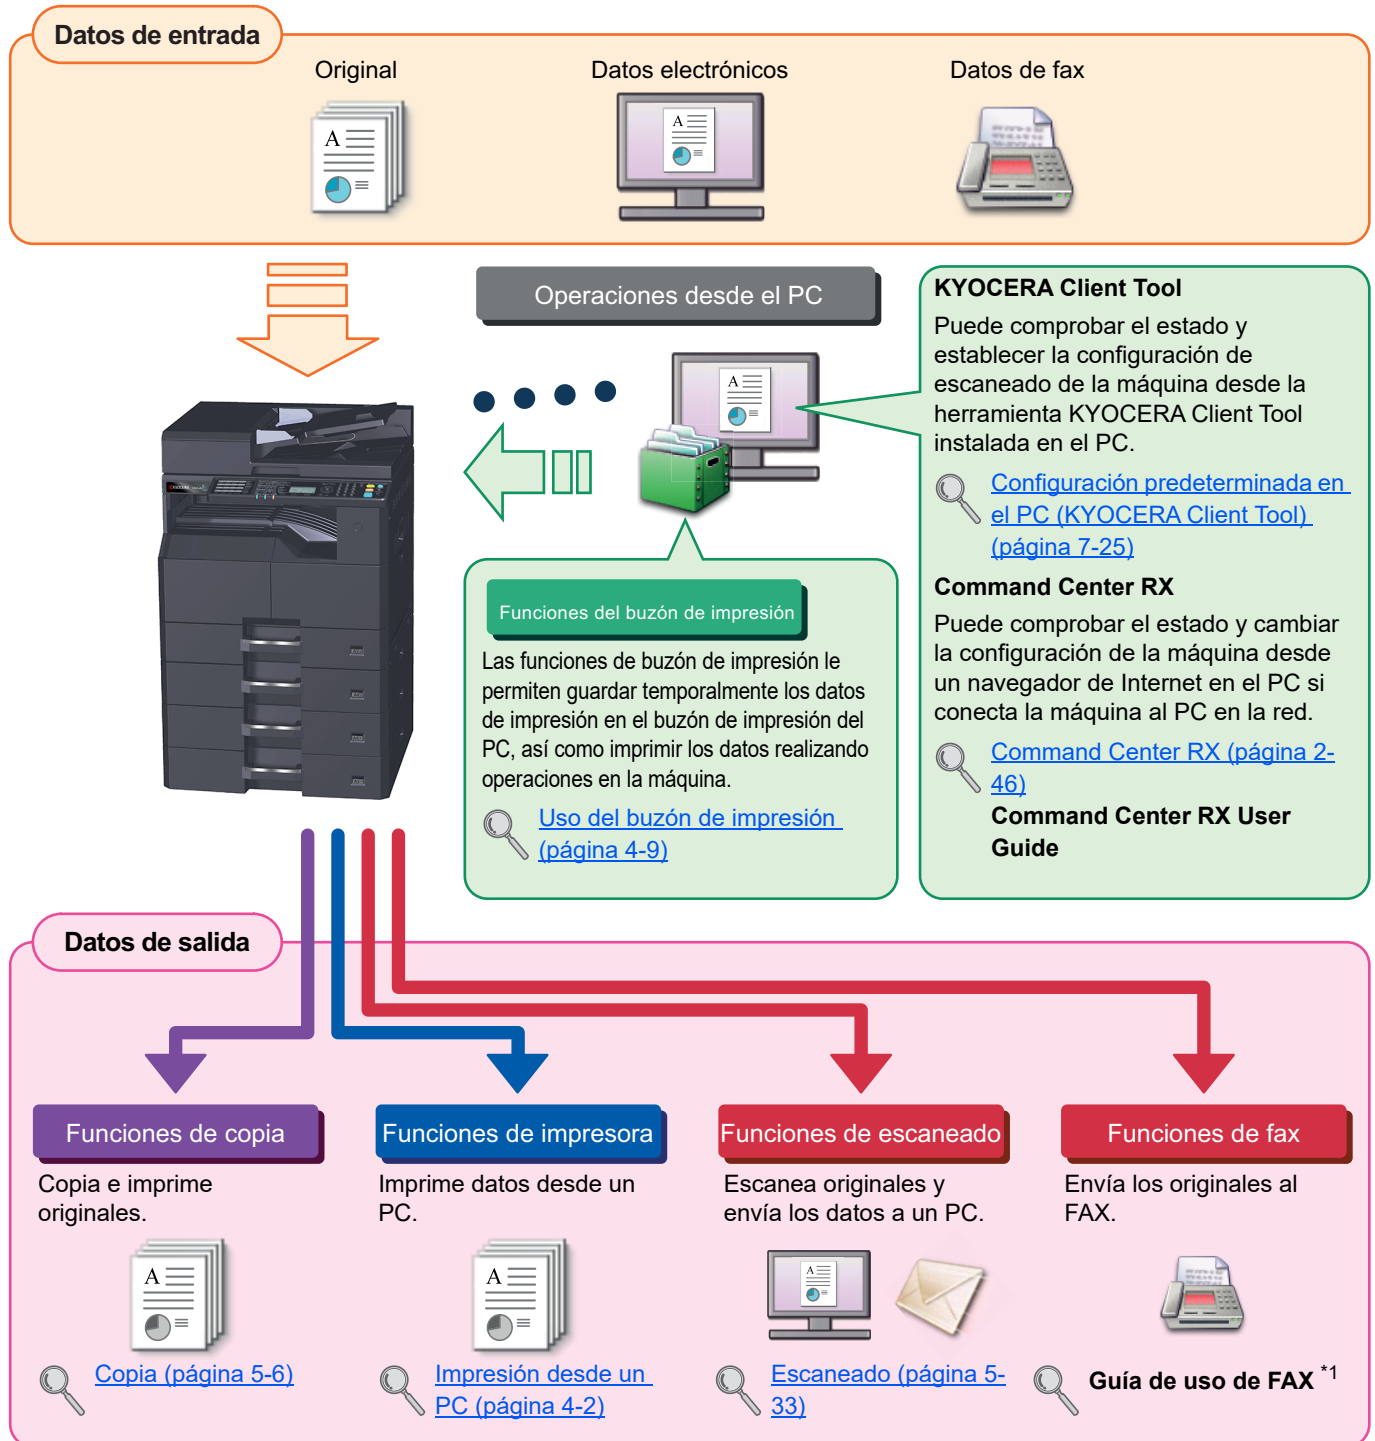 Datos de entrada
Original
Datos electrónicos
Datos de fax
Operaciones desde el PC
KYOCERA Client Tool
Puede comprobar el estado y
establecer la configuración de
escaneado de la máquina desde la
herramienta KYOCERA Client Tool
instalada en el PC.
Configuración predeterminada en
el PC (KYOCERA Client Tool)
(página 7-25)
Command Center RX
Puede comprobar el estado y cambiar
la configuración de la máquina desde
un navegador de Internet en el PC si
conecta la máquina al PC en la red.
Command Center RX (página 2-
46)
Command Center RX User
Guide
Funciones del buzón de impresión
Las funciones de buzón de impresión le
permiten guardar temporalmente los datos
de impresión en el buzón de impresión del
PC, así como imprimir los datos realizando
operaciones en la máquina.
Uso del buzón de impresión
(página 4-9)
Datos de salida
Funciones de copia
Copia e imprime
originales.
A
Copia (página 5-6)
Funciones de impresora
Imprime datos desde un
PC.
A
Impresión desde un
PC (página 4-2)
Funciones de escaneado
Escanea originales y
envía los datos a un PC.
A
Escaneado (página 5-
33)
Funciones de fax
Envía los originales al
FAX.
Guía de uso de FAX *1